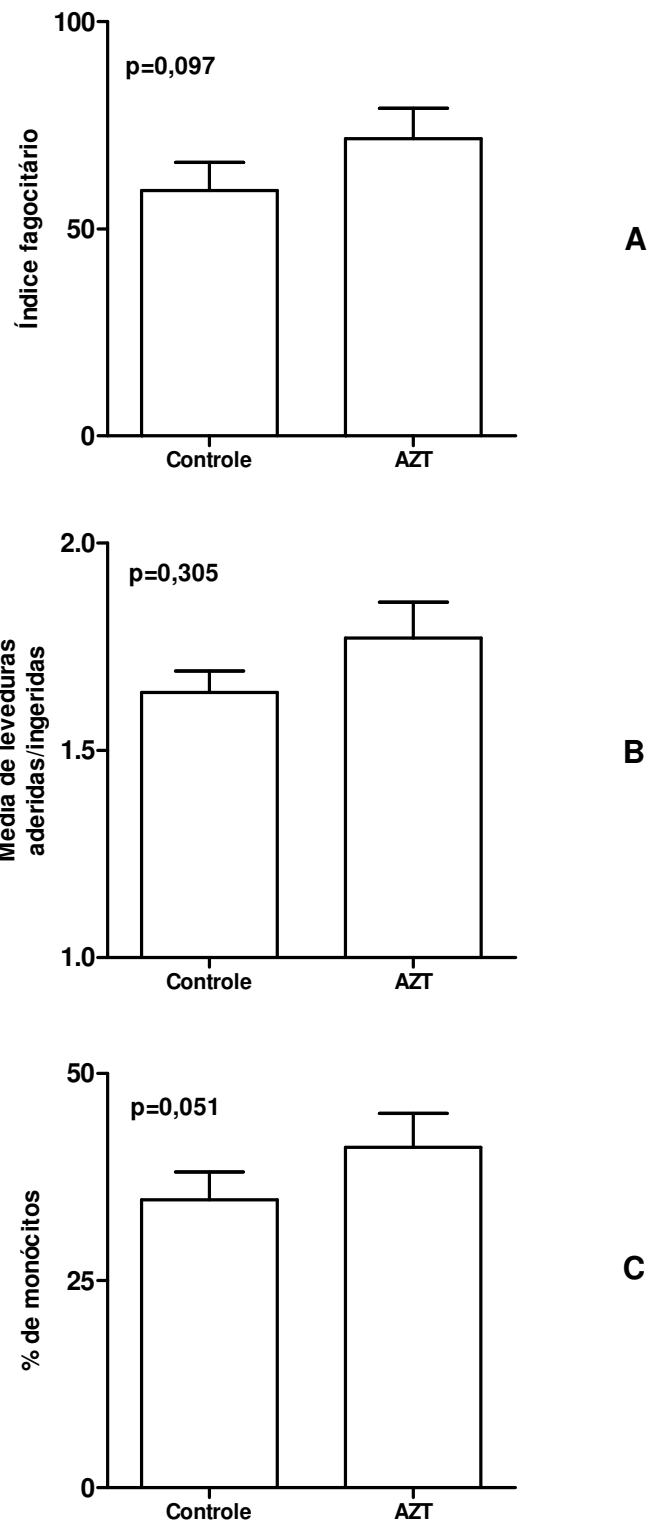 100
p=0,097
Índice fagocitário
50
A
0
Controle AZT
2.0
p=0,305
Média de leveduras
aderidas/ingeridas
1.5
B
1.0
Controle AZT
50
p=0,051
% de monócitos
25
C
0
Controle AZT